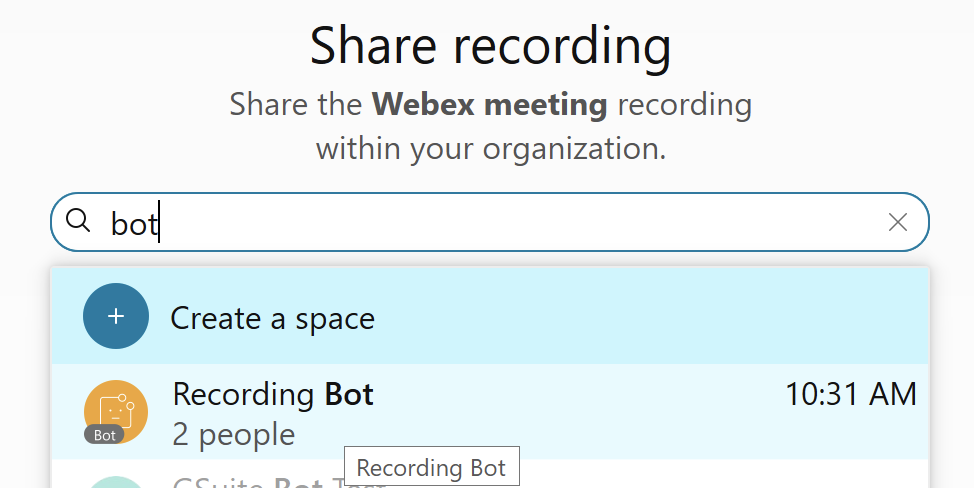 Share recording
Share the Webex meeting recording
within your organization.
bot
Create a space
Recording Bot 10:31 AM
Bot
2 people
Recording Bot
GSuite Bot Test